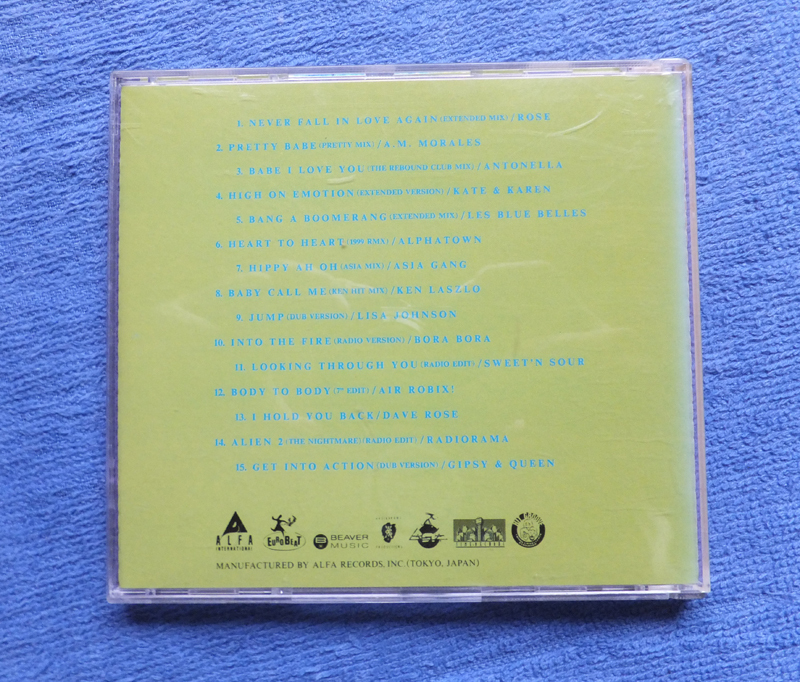 1. NEVER FALL IN LOVE AGAIN(EXTENDED MIX)/ROSE
2. PRETTY BABE(PRETTY MIX)/A.M. MORALES
3. BABE I LOVE YOU(THE REBOUND CLUB MIX)/ANTONELLA
4. HIGH ON EMOTION(EXTENDED VERSION)/KATE & KAREN
5. BANG A BOOMERANG(EXTENDED MIX)/LES BLUE BELLES
6. HEART TO HEART(1999 RMX)/ALPHATOWN
7. HIPPY AH OH(ASIA MIX)/ASIA GANG
8. BABY CALL ME(KEN HIT MIX)/KEN LASZLO
9. JUMP(DUB VERSION)/LISA JOHNSON
10. INTO THE FIRE(RADIO VERSION)/BORA BORA
11. LOOKING THROUGH YOU(RADIO EDIT)/SWEET'N SOUR
12. BODY TO BODY(7" EDIT)/AIR ROBIX!
13. I HOLD YOU BACK/DAVE ROSE
14. ALIEN 2(THE NIGHTMARE)(RADIO EDIT)/RADIORAMA
15. GET INTO ACTION(DUB VERSION)/GIPSY & QUEEN
ALFA
INTERNATIONAL
EUROBEAT
BEAVER
MUSIC
MANUFACTURED BY ALFA RECORDS, INC.(TOKYO, JAPAN)